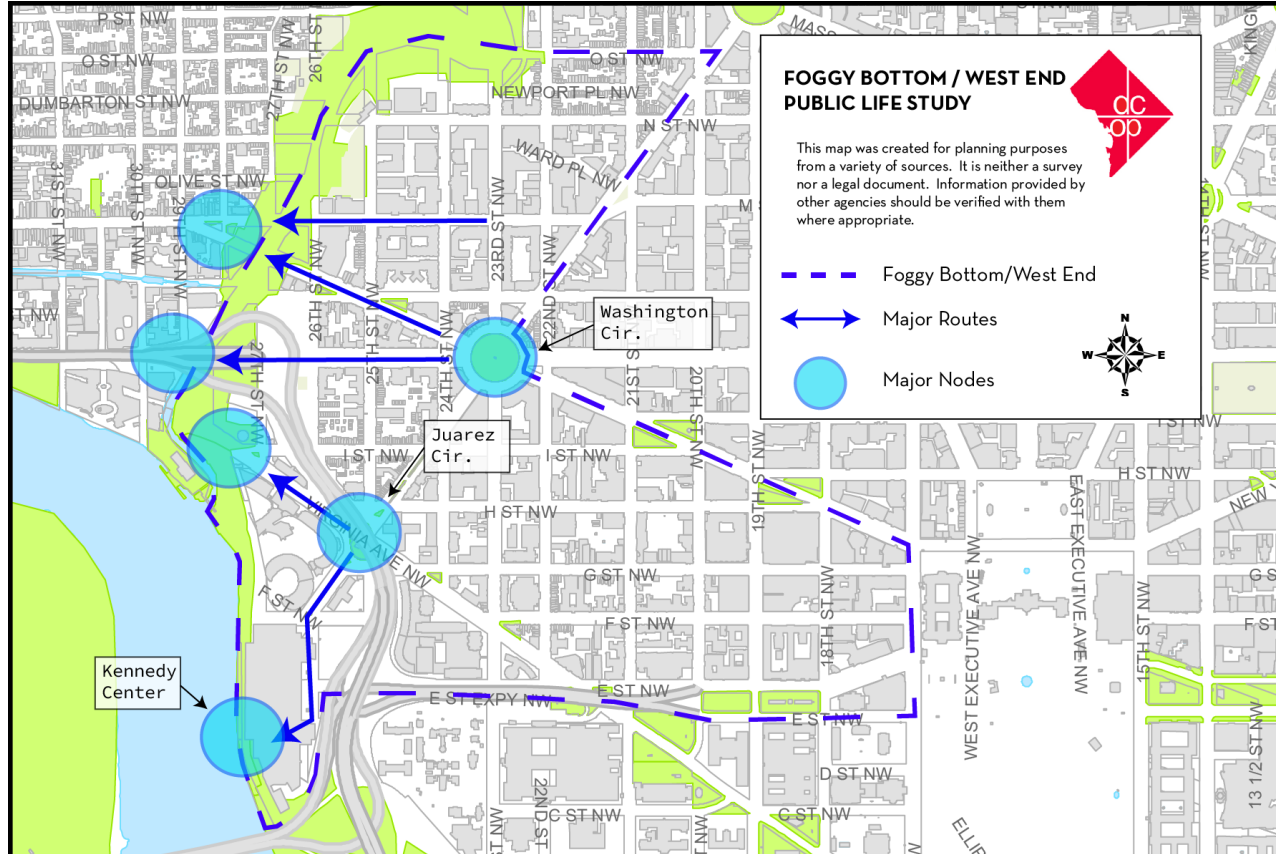 P ST NW
O ST NW
DUMBARTON ST NW
27TH ST NW
26TH ST
MASS
O ST NW
NEWPORT PL NW
N ST NW
WARD PL NW
M S
KING
FOGGY BOTTOM / WEST END
PUBLIC LIFE STUDY
dc
op
This map was created for planning purposes
from a variety of sources. It is neither a survey
nor a legal document. Information provided by
other agencies should be verified with them
where appropriate.
Foggy Bottom/West End
Major Routes
Major Nodes
N
W
E
S
31ST ST NW
30TH ST NW
OLIVE ST NW
29TH ST NW
26TH ST NW
25TH ST NW
24TH ST NW
23RD ST NW
22ND ST NW
21ST ST NW
20TH ST NW
19TH ST NW
14TH ST NW
ST NW
27TH ST NW
Washington
Cir.
Juarez
Cir.
I ST NW
I ST NW
I ST NW
H ST NW
H ST NW
NEW Y
VIRGINIA AVE NW
G ST NW
G S
F ST NW
F ST NW
F ST
18TH ST NW
WEST EXECUTIVE AVE NW
EAST EXECUTIVE AVE NW
15TH ST NW
Kennedy
Center
E ST EXPY NW
E ST NW
E ST NW
D ST NW
C ST NW
C ST NW
22ND ST
ST NW
NW
ELLIP
13 1/2 ST NW